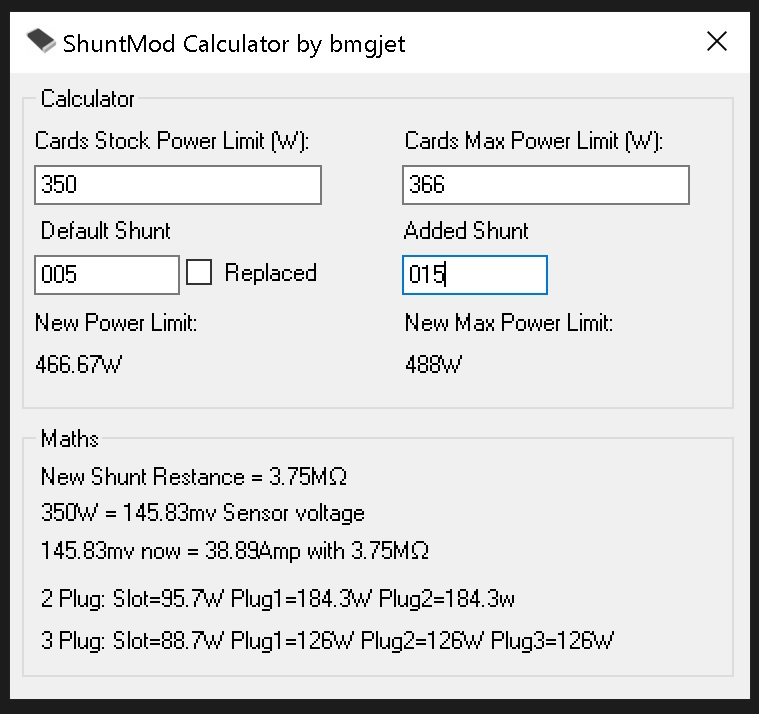 ShuntMod Calculator by bmgjet
Calculator
Cards Stock Power Limit (W): Cards Max Power Limit (W):
350 366
Default Shunt Added Shunt
005 Replaced 015
New Power Limit: New Max Power Limit:
466.67W 488W
Maths
New Shunt Restance = 3.75MΩ
350W = 145.83mv Sensor voltage
145.83mv now = 38.89Amp with 3.75MΩ
2 Plug: Slot=95.7W Plug1=184.3W Plug2=184.3w
3 Plug: Slot=88.7W Plug1=126W Plug2=126W Plug3=126W